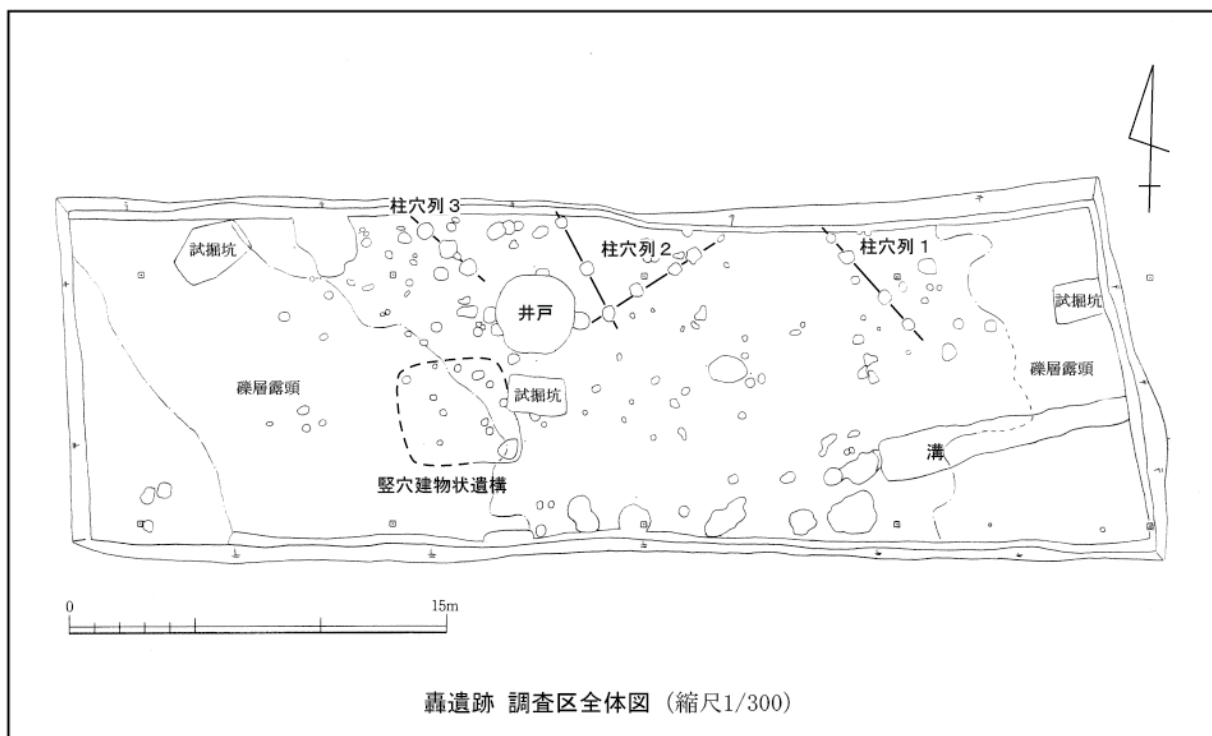 柱穴列3
試掘坑
柱穴列2
柱穴列1
井戸
試掘坑
礫層露頭
試掘坑
礫層露頭
溝
竪穴建物状遺構
0
15m
轟遺跡 調査区全体図（縮尺1/300）